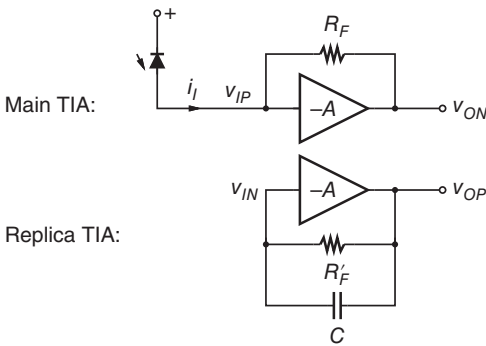 +
R_F
i_I
v_IP
Main TIA:
–A
v_ON
v_IN
–A
v_OP
Replica TIA:
R′_F
C